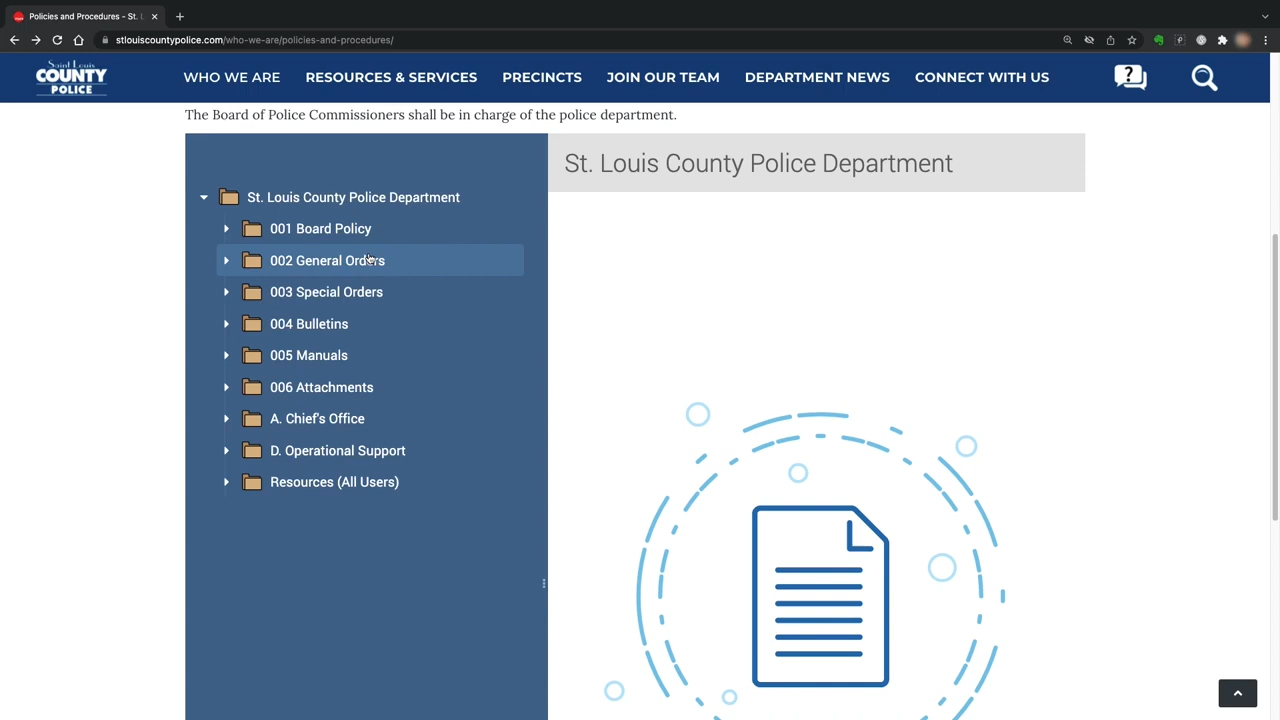 Policies and Procedures - St. L
stlouiscountypolice.com/who-we-are/policies-and-procedures/
Saint Louis
COUNTY
POLICE
WHO WE ARE
RESOURCES & SERVICES
PRECINCTS
JOIN OUR TEAM
DEPARTMENT NEWS
CONNECT WITH US
?
The Board of Police Commissioners shall be in charge of the police department.
St. Louis County Police Department
St. Louis County Police Department
001 Board Policy
002 General Orders
003 Special Orders
004 Bulletins
005 Manuals
006 Attachments
A. Chief's Office
D. Operational Support
Resources (All Users)